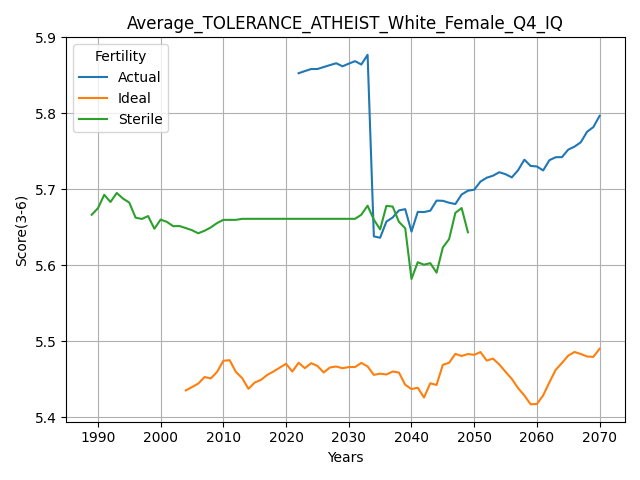 Average_TOLERANCE_ATHEIST_White_Female_Q4_IQ
Fertility
Actual
Ideal
Sterile
Score(3-6)
5.9
5.8
5.7
5.6
5.5
5.4
1990 2000 2010 2020 2030 2040 2050 2060 2070
Years